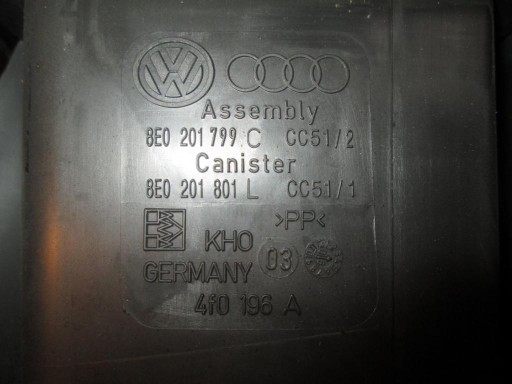 Assembly
8E0 201 799 C CC51/2
Canister
8E0 201 801 L CC51/1
>PP<
KHO 03
GERMANY
4f0 196 A